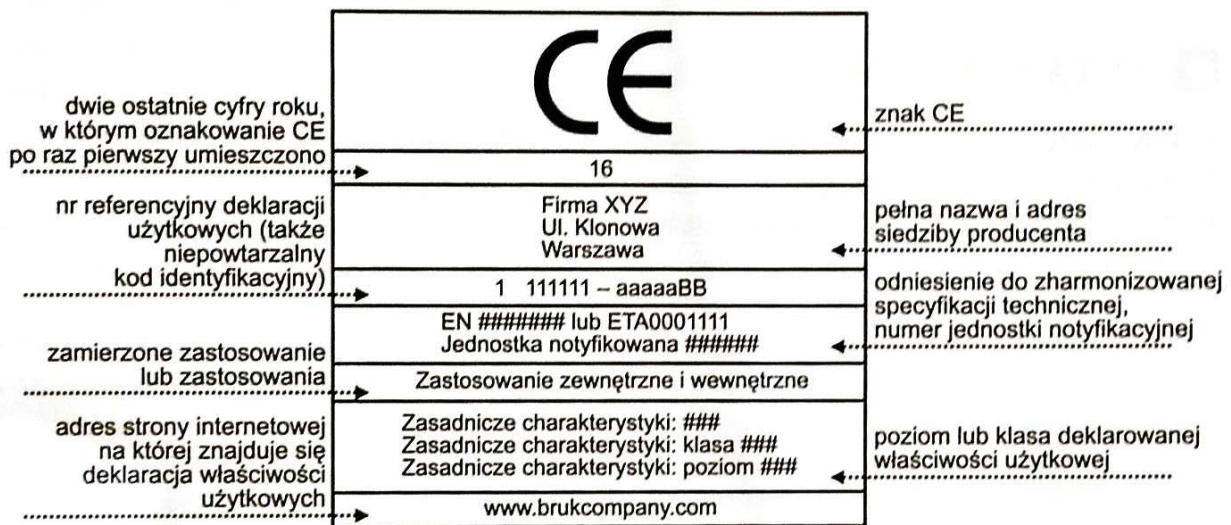 CE
znak CE
dwie ostatnie cyfry roku,
w którym oznakowanie CE
po raz pierwszy umieszczono
16
nr referencyjny deklaracji
użytkowych (także
niepowtarzalny
kod identyfikacyjny)
Firma XYZ
Ul. Klonowa
Warszawa
pełna nazwa i adres
siedziby producenta
1 111111 – aaaaaBB
odniesienie do zharmonizowanej
specyfikacji technicznej,
numer jednostki notyfikacyjnej
EN ####### lub ETA0001111
Jednostka notyfikowana ######
zamierzone zastosowanie
lub zastosowania
Zastosowanie zewnętrzne i wewnętrzne
adres strony internetowej
na której znajduje się
deklaracja właściwości
użytkowych
Zasadnicze charakterystyki: ###
Zasadnicze charakterystyki: klasa ###
Zasadnicze charakterystyki: poziom ###
poziom lub klasa deklarowanej
właściwości użytkowej
www.brukcompany.com